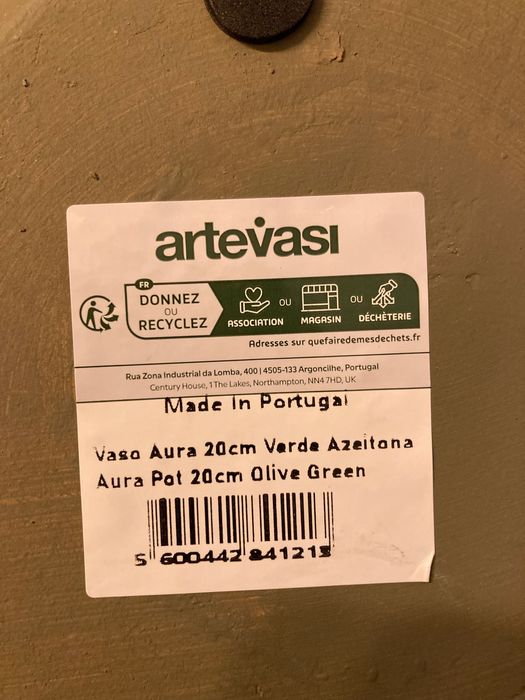 artevasi
FR
DONNEZ
OU
RECYCLEZ
ASSOCIATION OU MAGASIN OU DÉCHÈTERIE
Adresses sur quefairedemesdechets.fr
Rua Zona Industrial da Lomba, 400 | 4505-133 Argoncilhe, Portugal
Century House, 1 The Lakes, Northampton, NN4 7HD, UK
Made In Portugal
Vaso Aura 20cm Verde Azeitona
Aura Pot 20cm Olive Green
5 600442 841213